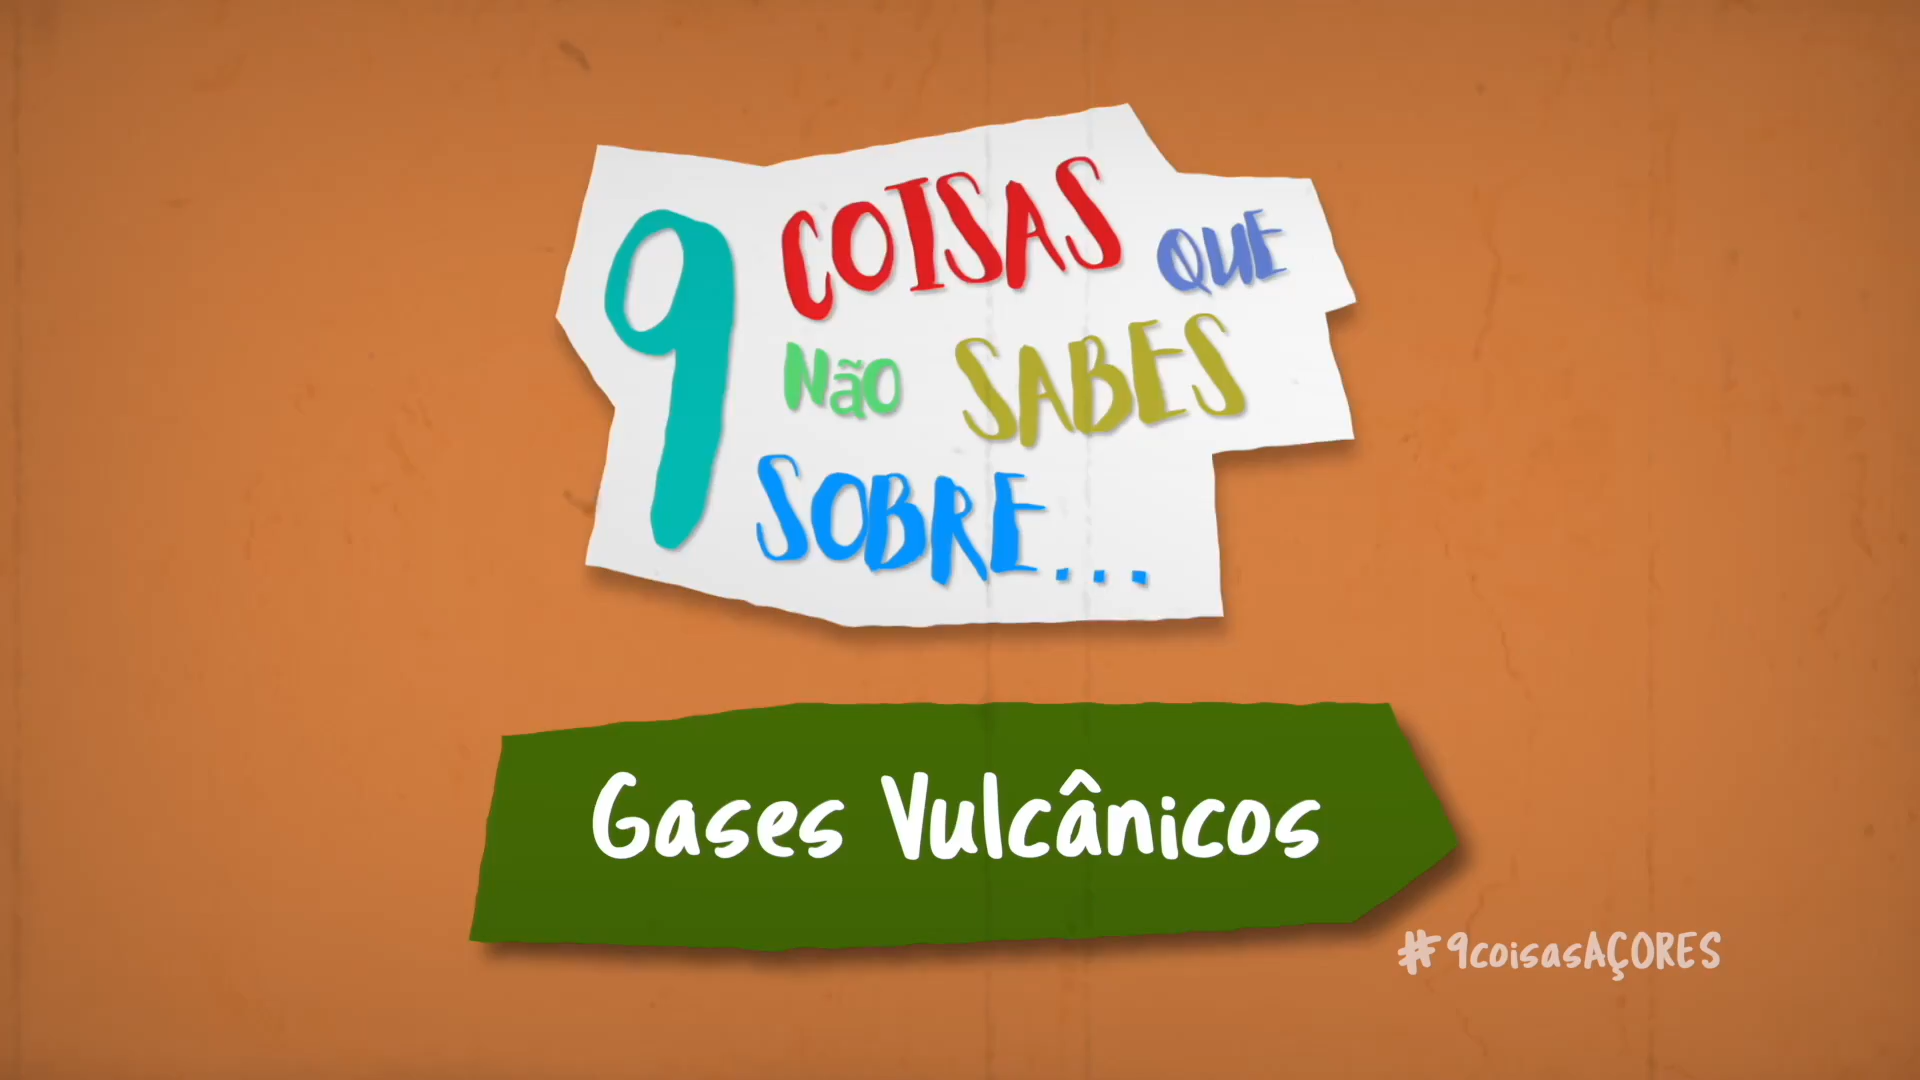 9 COISAS QUE
Não SABES
SOBRE...
Gases Vulcânicos
#9coisasAÇORES